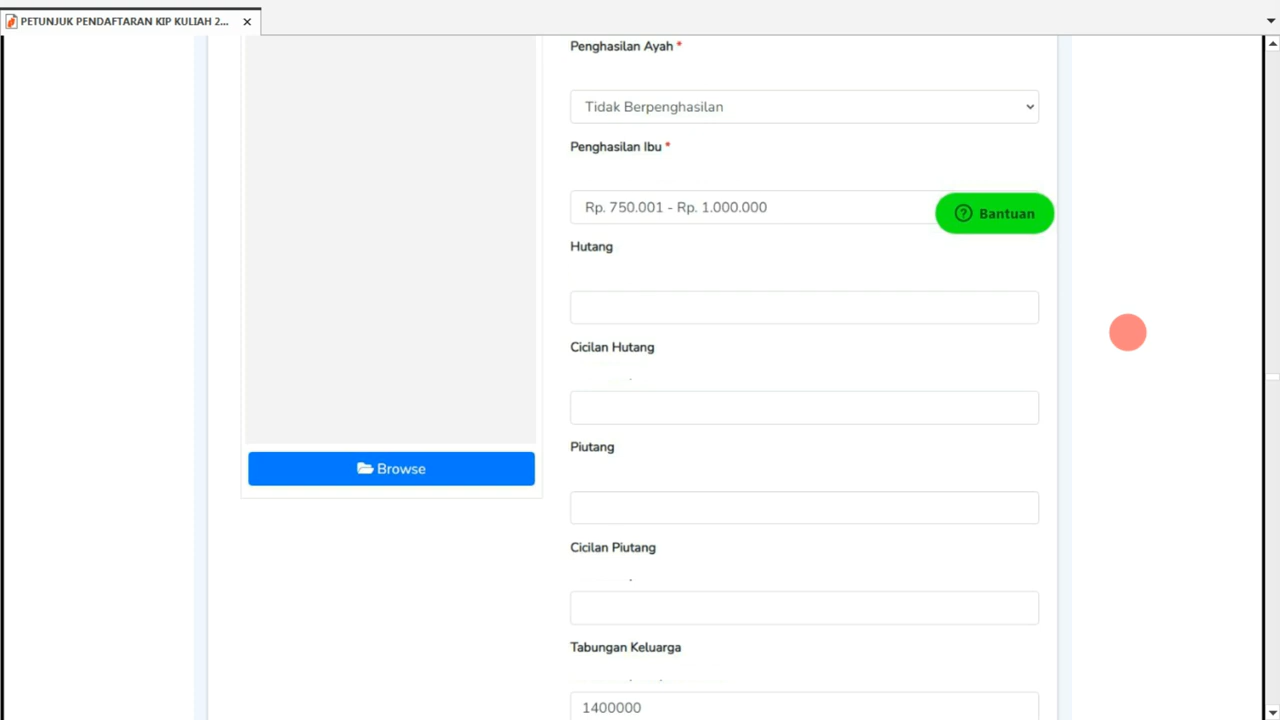 PETUNJUK PENDAFTARAN KIP KULIAH 2...
Penghasilan Ayah *
Tidak Berpenghasilan
Penghasilan Ibu *
Rp. 750.001 - Rp. 1.000.000
Bantuan
Hutang
Cicilan Hutang
Piutang
Browse
Cicilan Piutang
Tabungan Keluarga
1400000